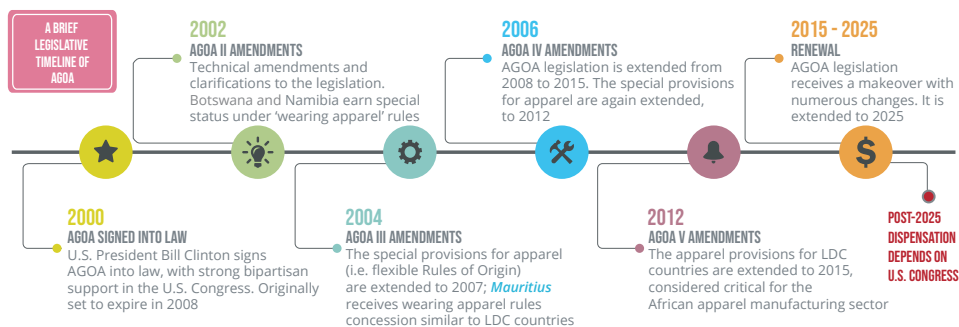 A BRIEF
LEGISLATIVE
TIMELINE OF
AGOA
2002
AGOA II AMENDMENTS
Technical amendments and
clarifications to the legislation.
Botswana and Namibia earn special
status under ‘wearing apparel’ rules
2006
AGOA IV AMENDMENTS
AGOA legislation is extended from
2008 to 2015. The special provisions
for apparel are again extended,
to 2012
2015 - 2025
RENEWAL
AGOA legislation
receives a makeover with
numerous changes. It is
extended to 2025
$
2000
AGOA SIGNED INTO LAW
U.S. President Bill Clinton signs
AGOA into law, with strong bipartisan
support in the U.S. Congress. Originally
set to expire in 2008
2004
AGOA III AMENDMENTS
The special provisions for apparel
(i.e. flexible Rules of Origin)
are extended to 2007; Mauritius
receives wearing apparel rules
concession similar to LDC countries
2012
AGOA V AMENDMENTS
The apparel provisions for LDC
countries are extended to 2015,
considered critical for the
African apparel manufacturing sector
POST-2025
DISPENSATION
DEPENDS ON
U.S. CONGRESS